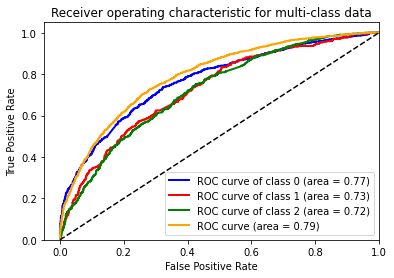 Receiver operating characteristic for multi-class data
True Positive Rate
1.0
0.8
0.6
0.4
0.2
0.0
ROC curve of class 0 (area = 0.77)
ROC curve of class 1 (area = 0.73)
ROC curve of class 2 (area = 0.72)
ROC curve (area = 0.79)
0.0 0.2 0.4 0.6 0.8 1.0
False Positive Rate